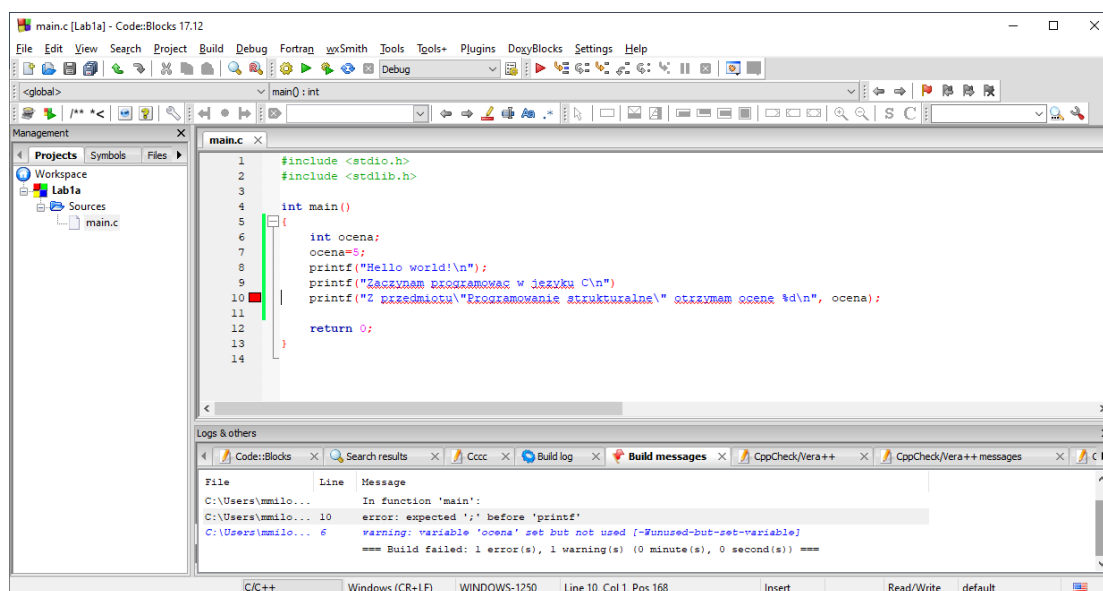 main.c [Lab1a] - Code::Blocks 17.12
File Edit View Search Project Build Debug Fortran wxSmith Tools Tools+ Plugins DoxyBlocks Settings Help
Debug
<global> main() : int
/** *< .* S C
Management
Projects Symbols Files
Workspace
Lab1a
Sources
main.c
main.c
1 #include <stdio.h>
2 #include <stdlib.h>
3
4 int main()
5 {
6 int ocena;
7 ocena=5;
8 printf("Hello world!\n");
9 printf("Zaczynam programowac w jezyku C\n")
10 printf("Z przedmiotu\"Programowanie strukturalne\" otrzymam ocene %d\n", ocena);
11
12 return 0;
13 }
14
Logs & others
Code::Blocks Search results Cccc Build log Build messages CppCheck/Vera++ CppCheck/Vera++ messages
File Line Message
C:\Users\mmilo... In function 'main':
C:\Users\mmilo... 10 error: expected ';' before 'printf'
C:\Users\mmilo... 6 warning: variable 'ocena' set but not used [-Wunused-but-set-variable]
=== Build failed: 1 error(s), 1 warning(s) (0 minute(s), 0 second(s)) ===
C/C++ Windows (CR+LF) WINDOWS-1250 Line 10, Col 1, Pos 168 Insert Read/Write default